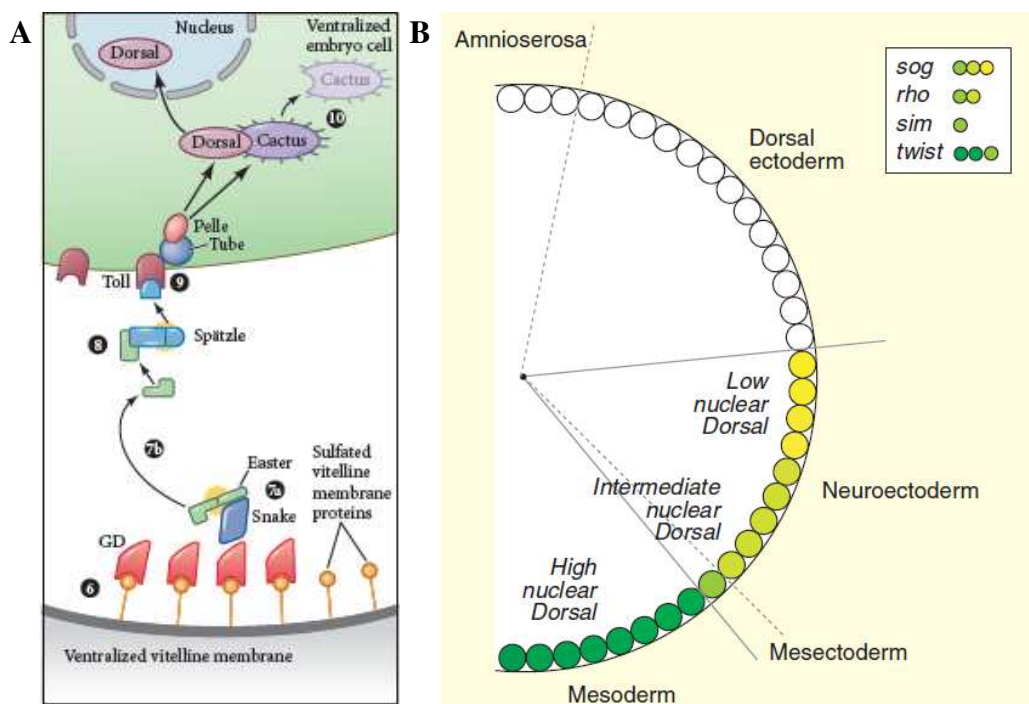 A
Nucleus
Dorsal
Ventralized
embryo cell
Cactus
10
Dorsal
Cactus
Pelle
Tube
Toll
9
8
Spätzle
7b
Easter
7a
Snake
Sulfated
vitelline
membrane
proteins
GD
6
Ventralized vitelline membrane
B
Amnioserosa
sog
rho
sim
twist
Dorsal
ectoderm
Low
nuclear
Dorsal
Neuroectoderm
Intermediate
nuclear
Dorsal
High
nuclear
Dorsal
Mesectoderm
Mesoderm